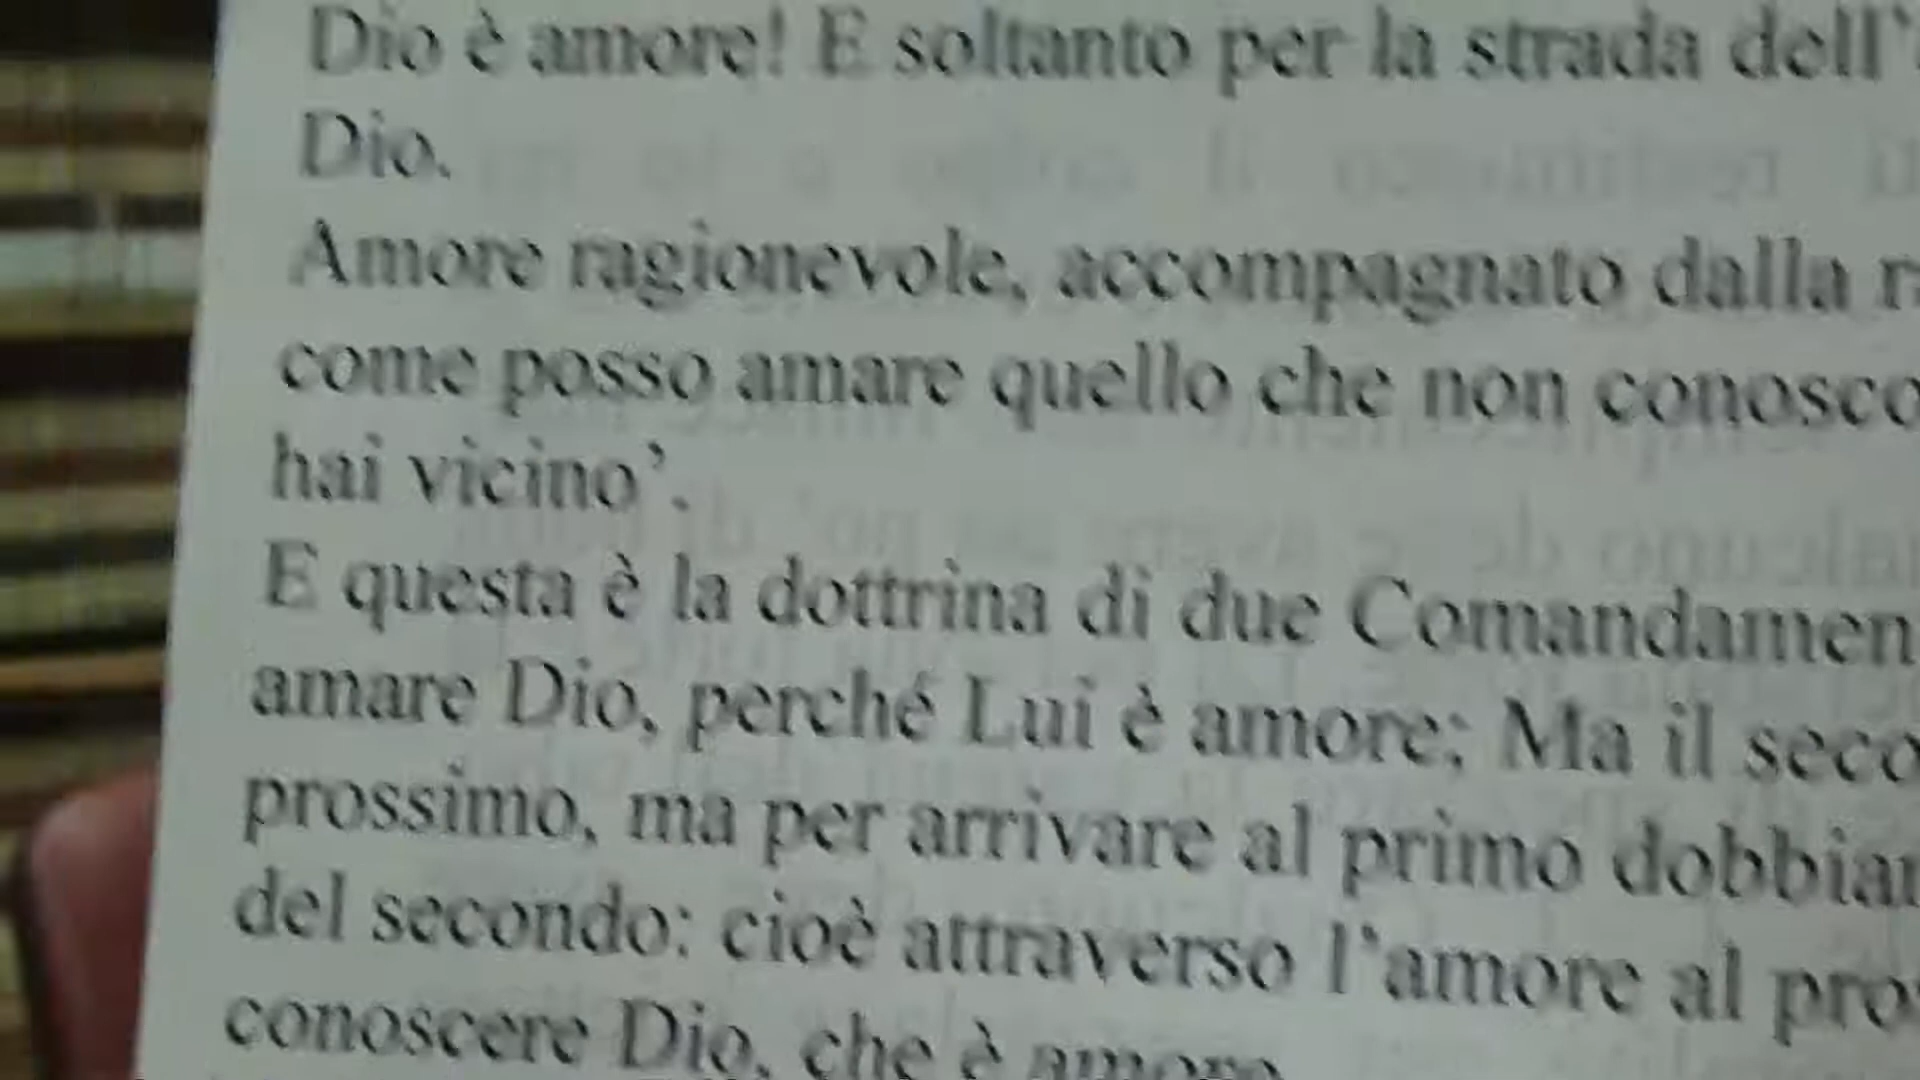 Dio è amore! E soltanto per la strada dell'
Dio.
Amore ragionevole, accompagnato dalla
come posso amare quello che non conosco
hai vicino'.
E questa è la dottrina di due Comandamen
amare Dio, perché Lui è amore; Ma il seco
prossimo, ma per arrivare al primo dobbiam
del secondo: cioè attraverso l'amore al pro
conoscere Dio, che è amore